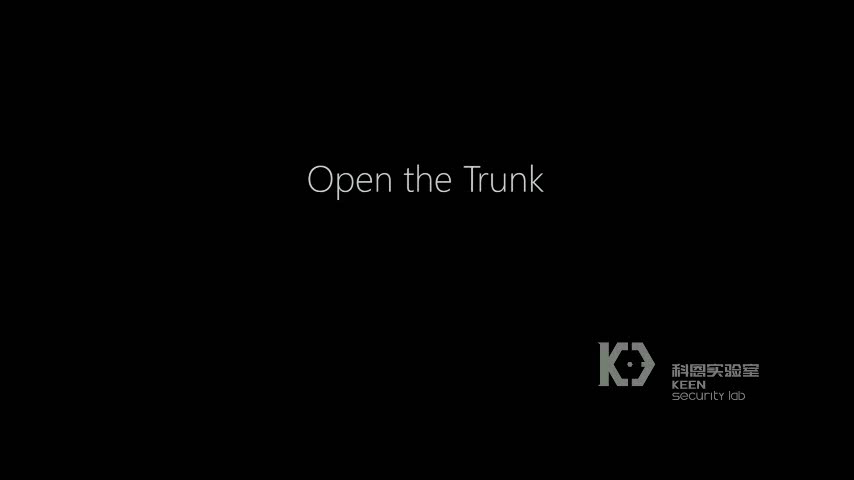 Open the Trunk
科恩实验室
KEEN
security lab